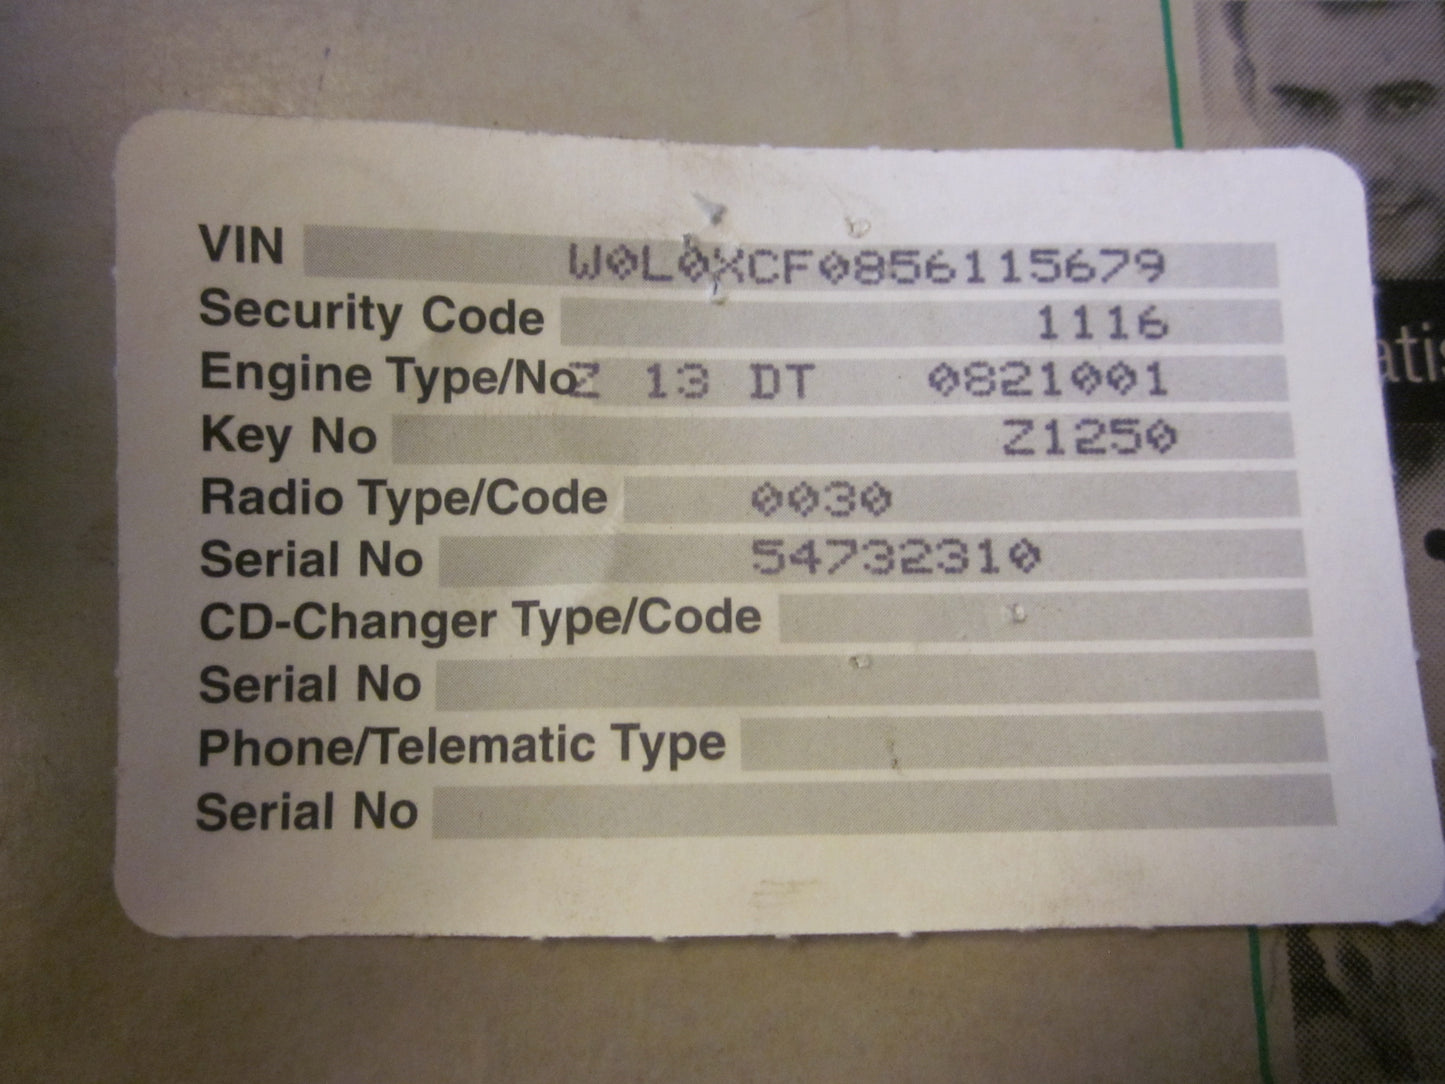 VIN W0L0XCF0856115679
Security Code 1116
Engine Type/No Z 13 DT 0821001
Key No Z1250
Radio Type/Code 0030
Serial No 54732310
CD-Changer Type/Code
Serial No
Phone/Telematic Type
Serial No
atis